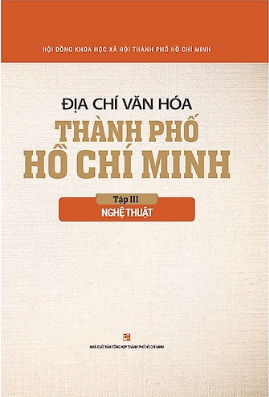 HỘI ĐỒNG KHOA HỌC XÃ HỘI THÀNH PHỐ HỒ CHÍ MINH
ĐỊA CHÍ VĂN HÓA
THÀNH PHỐ
HỒ CHÍ MINH
Tập III
NGHỆ THUẬT
NHÀ XUẤT BẢN TỔNG HỢP THÀNH PHỐ HỒ CHÍ MINH